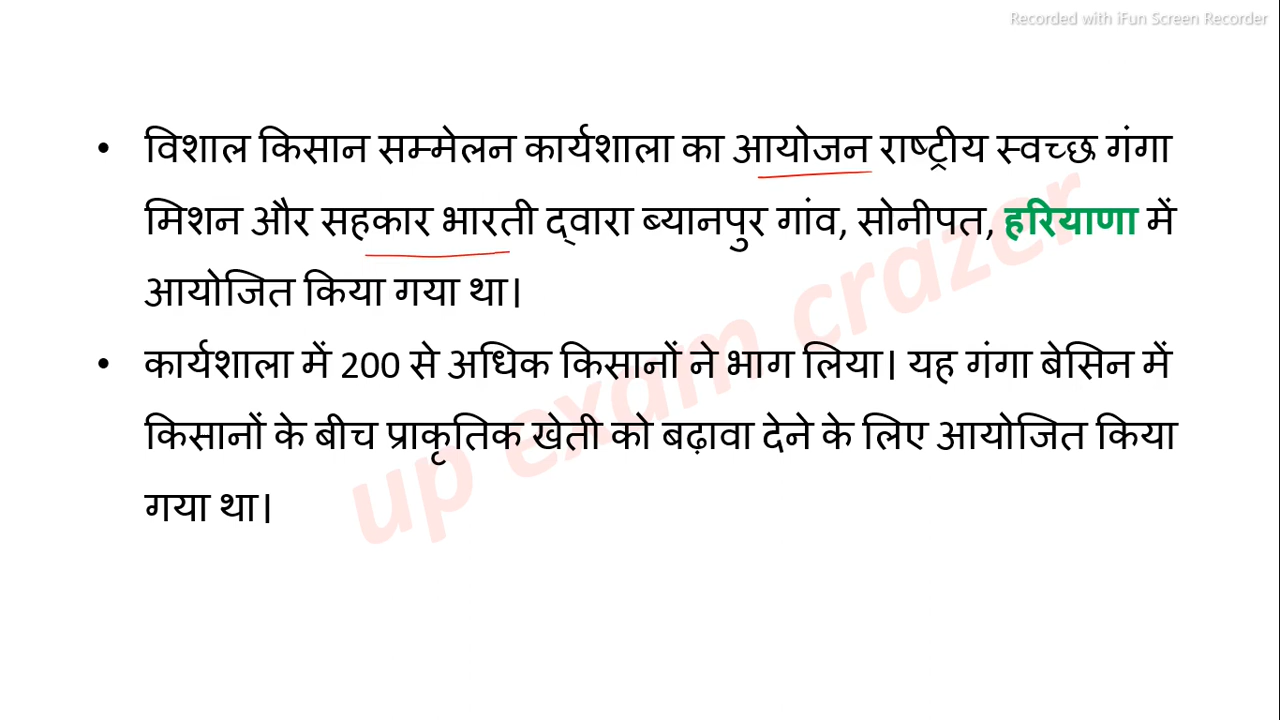 Recorded with iFun Screen Recorder
• विशाल किसान सम्मेलन कार्यशाला का आयोजन राष्ट्रीय स्वच्छ गंगा
मिशन और सहकार भारती द्वारा ब्यानपुर गांव, सोनीपत, हरियाणा में
आयोजित किया गया था।
• कार्यशाला में 200 से अधिक किसानों ने भाग लिया। यह गंगा बेसिन में
किसानों के बीच प्राकृतिक खेती को बढ़ावा देने के लिए आयोजित किया
गया था।
up exam crazer